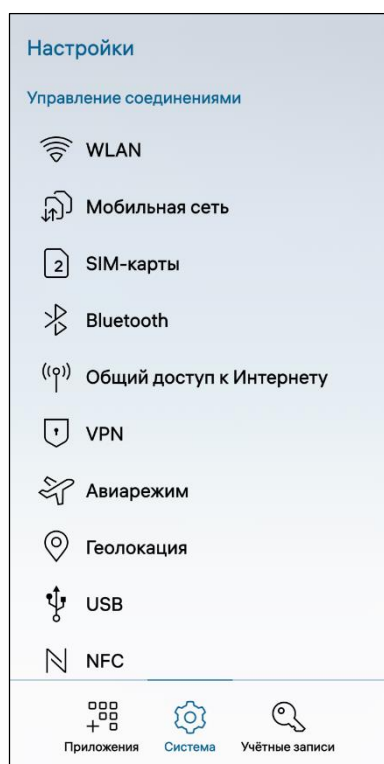 Настройки
Управление соединениями
WLAN
Мобильная сеть
2
SIM-карты
Bluetooth
Общий доступ к Интернету
VPN
Авиарежим
Геолокация
USB
NFC
Приложения Система Учётные записи